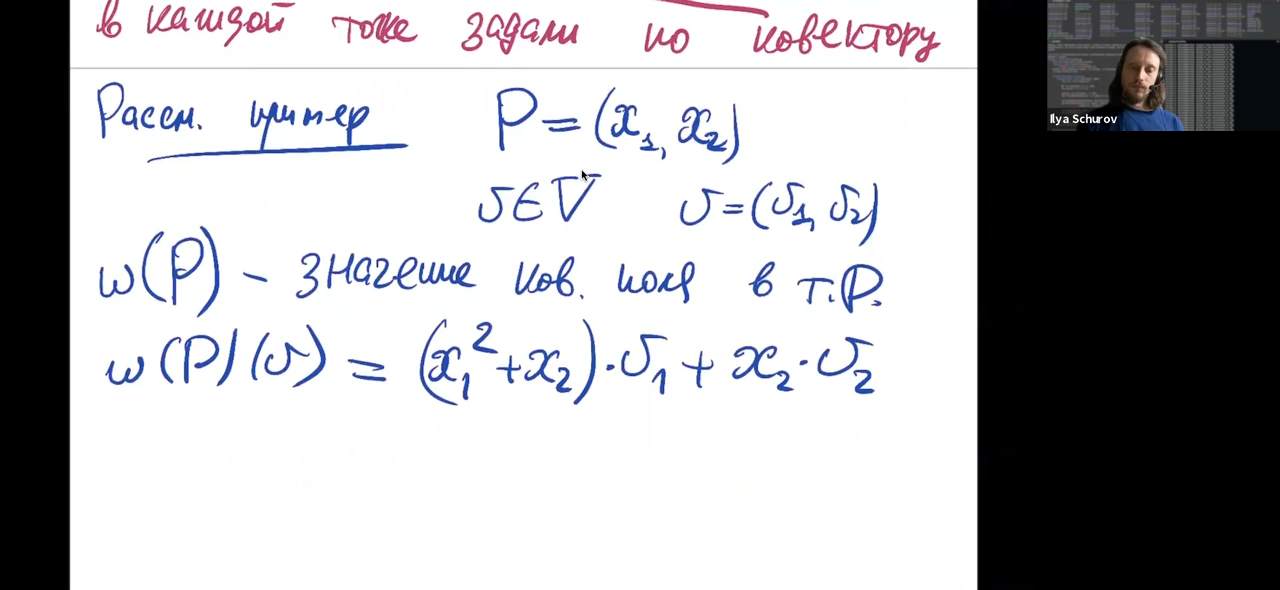 в каждой точке задали по ковектору
Рассм. пример P = (x₁, x₂)
v ∈ V v = (v₁, v₂)
ω(P) – значение ков. поля в т. P.
ω(P)(v) = (x₁² + x₂) · v₁ + x₂ · v₂
Ilya Schurov